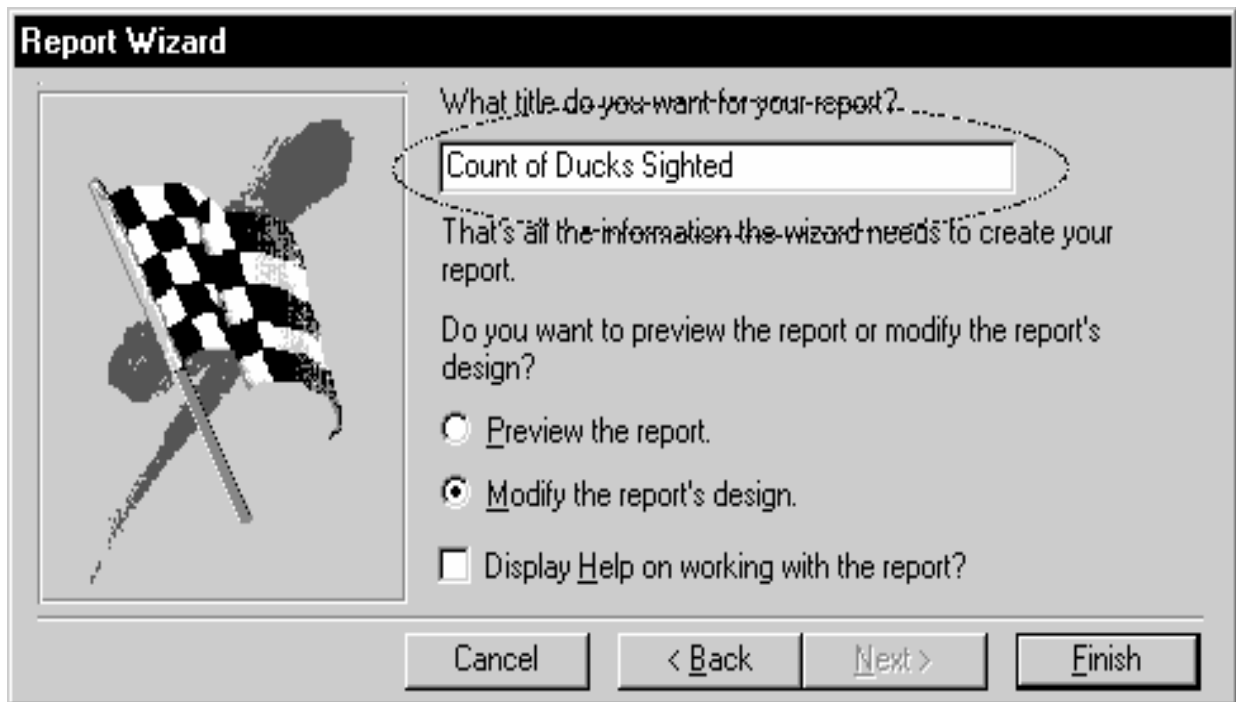 Report Wizard
What title do you want for your report?
Count of Ducks Sighted
That's all the information the wizard needs to create your
report.
Do you want to preview the report or modify the report's
design?
Preview the report.
Modify the report's design.
Display Help on working with the report?
Cancel
< Back
Next >
Finish